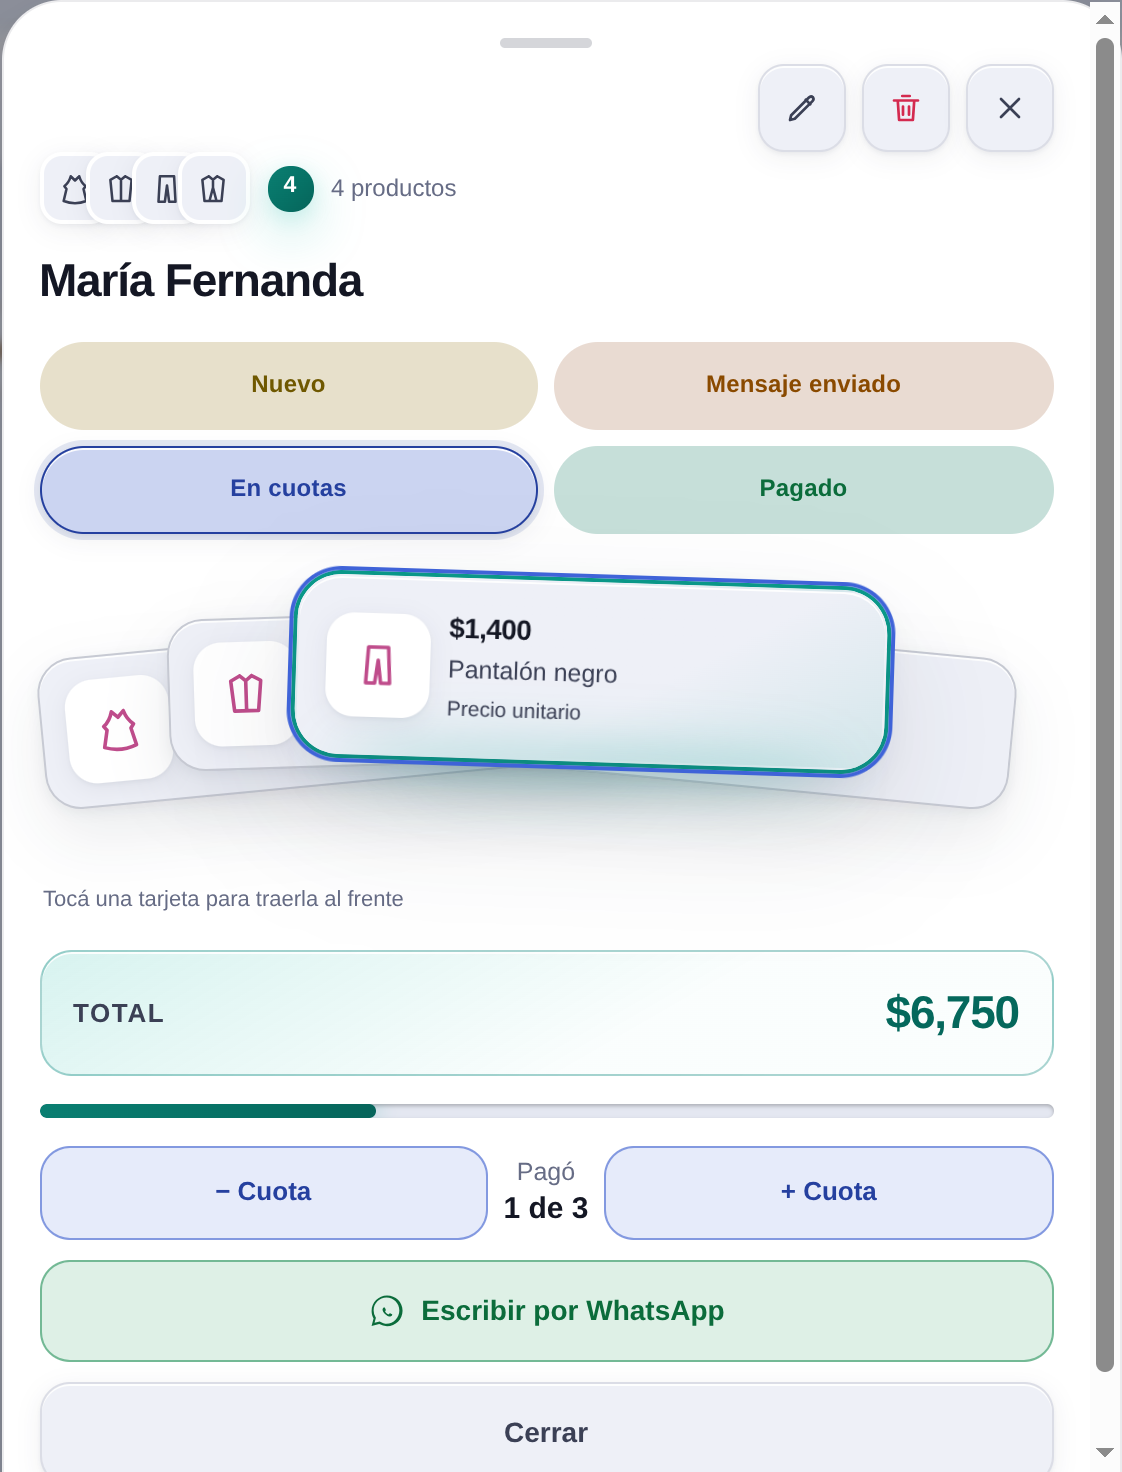 4
4 productos
María Fernanda
Nuevo
Mensaje enviado
En cuotas
Pagado
$1,400
Pantalón negro
Precio unitario
Tocá una tarjeta para traerla al frente
TOTAL
$6,750
− Cuota
Pagó
1 de 3
+ Cuota
Escribir por WhatsApp
Cerrar